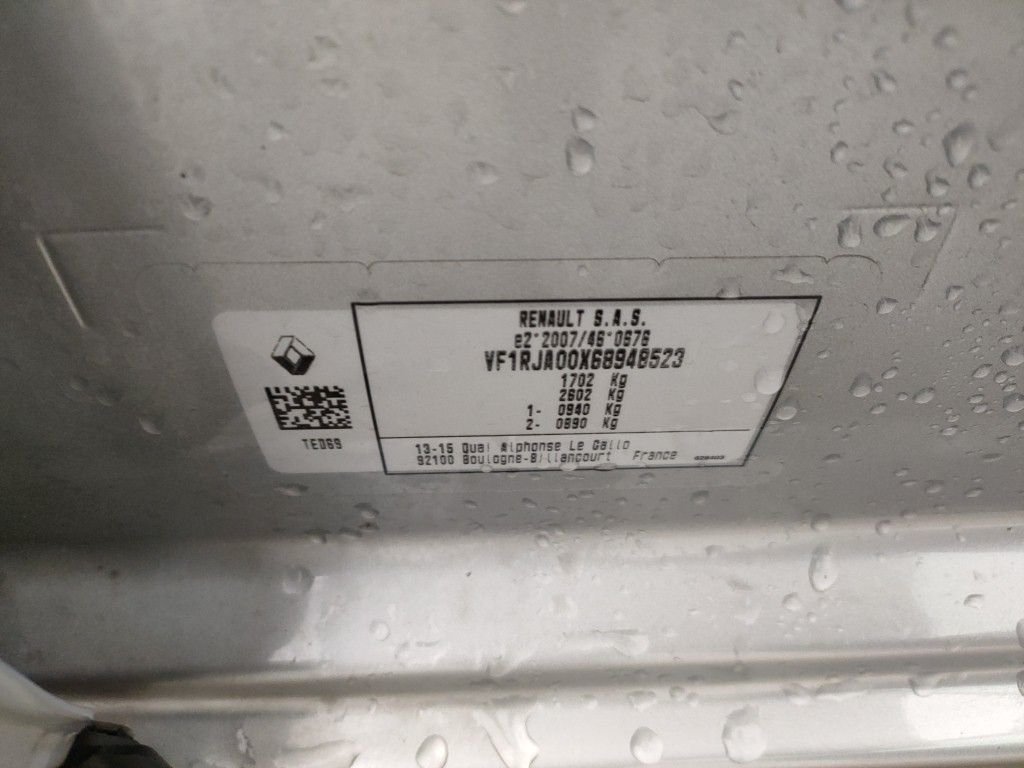 RENAULT S.A.S.
e2*2007/46*0676
VF1RJA00X68948523
1702 Kg
2602 Kg
1- 0940 Kg
2- 0890 Kg
TED69
13-15 Quai Alphonse Le Gallo
92100 Boulogne-Billancourt France